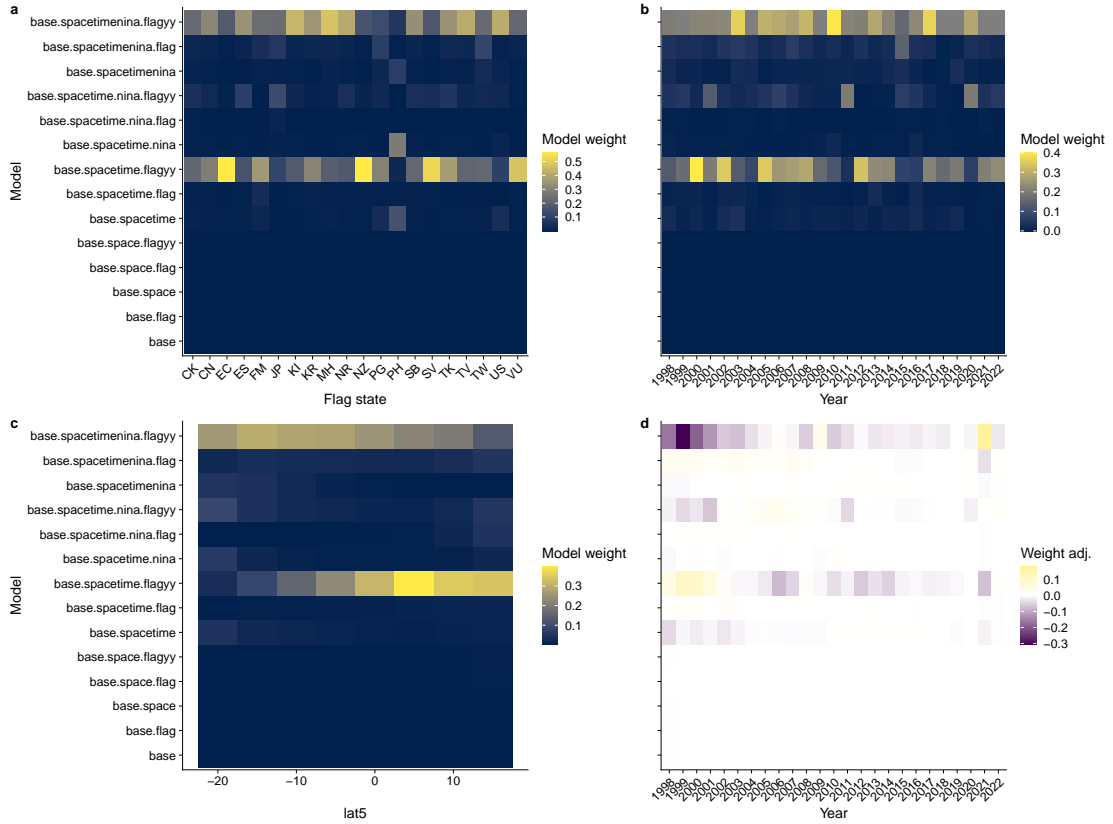 a
base.spacetimenina.flagyy
base.spacetimenina.flag
base.spacetimenina
base.spacetime.nina.flagyy
base.spacetime.nina.flag
base.spacetime.nina
base.spacetime.flagyy
base.spacetime.flag
base.spacetime
base.space.flagyy
base.space.flag
base.space
base.flag
base
Model
CK CN EC ES FM JP KI KR MH NR NZ PG PH SB SV TK TV TW US VU
Flag state
Model weight
0.5
0.4
0.3
0.2
0.1
b
1998 1999 2000 2001 2002 2003 2004 2005 2006 2007 2008 2009 2010 2011 2012 2013 2014 2015 2016 2017 2018 2019 2020 2021 2022
Year
Model weight
0.4
0.3
0.2
0.1
0.0
c
base.spacetimenina.flagyy
base.spacetimenina.flag
base.spacetimenina
base.spacetime.nina.flagyy
base.spacetime.nina.flag
base.spacetime.nina
base.spacetime.flagyy
base.spacetime.flag
base.spacetime
base.space.flagyy
base.space.flag
base.space
base.flag
base
Model
−20 −10 0 10
lat5
Model weight
0.3
0.2
0.1
d
1998 1999 2000 2001 2002 2003 2004 2005 2006 2007 2008 2009 2010 2011 2012 2013 2014 2015 2016 2017 2018 2019 2020 2021 2022
Year
Weight adj.
0.1
0.0
−0.1
−0.2
−0.3